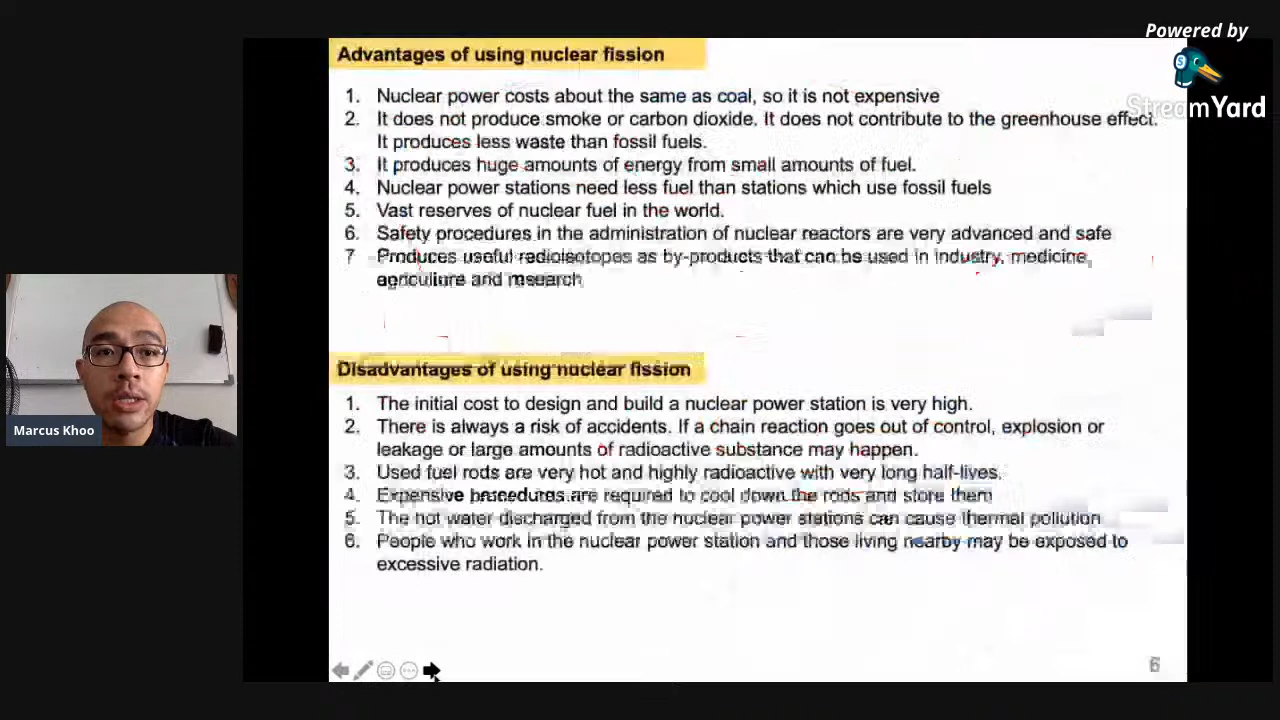 Powered by
StreamYard
Advantages of using nuclear fission
1. Nuclear power costs about the same as coal, so it is not expensive
2. It does not produce smoke or carbon dioxide. It does not contribute to the greenhouse effect.
It produces less waste than fossil fuels.
3. It produces huge amounts of energy from small amounts of fuel.
4. Nuclear power stations need less fuel than stations which use fossil fuels
5. Vast reserves of nuclear fuel in the world.
6. Safety procedures in the administration of nuclear reactors are very advanced and safe
7 Produces useful radioisotopes as by-products that can be used in industry, medicine,
agriculture and research
Disadvantages of using nuclear fission
1. The initial cost to design and build a nuclear power station is very high.
2. There is always a risk of accidents. If a chain reaction goes out of control, explosion or
leakage or large amounts of radioactive substance may happen.
3. Used fuel rods are very hot and highly radioactive with very long half-lives.
4. Expensive procedures are required to cool down the rods and store them
5. The hot water discharged from the nuclear power stations can cause thermal pollution
6. People who work in the nuclear power station and those living nearby may be exposed to
excessive radiation.
Marcus Khoo